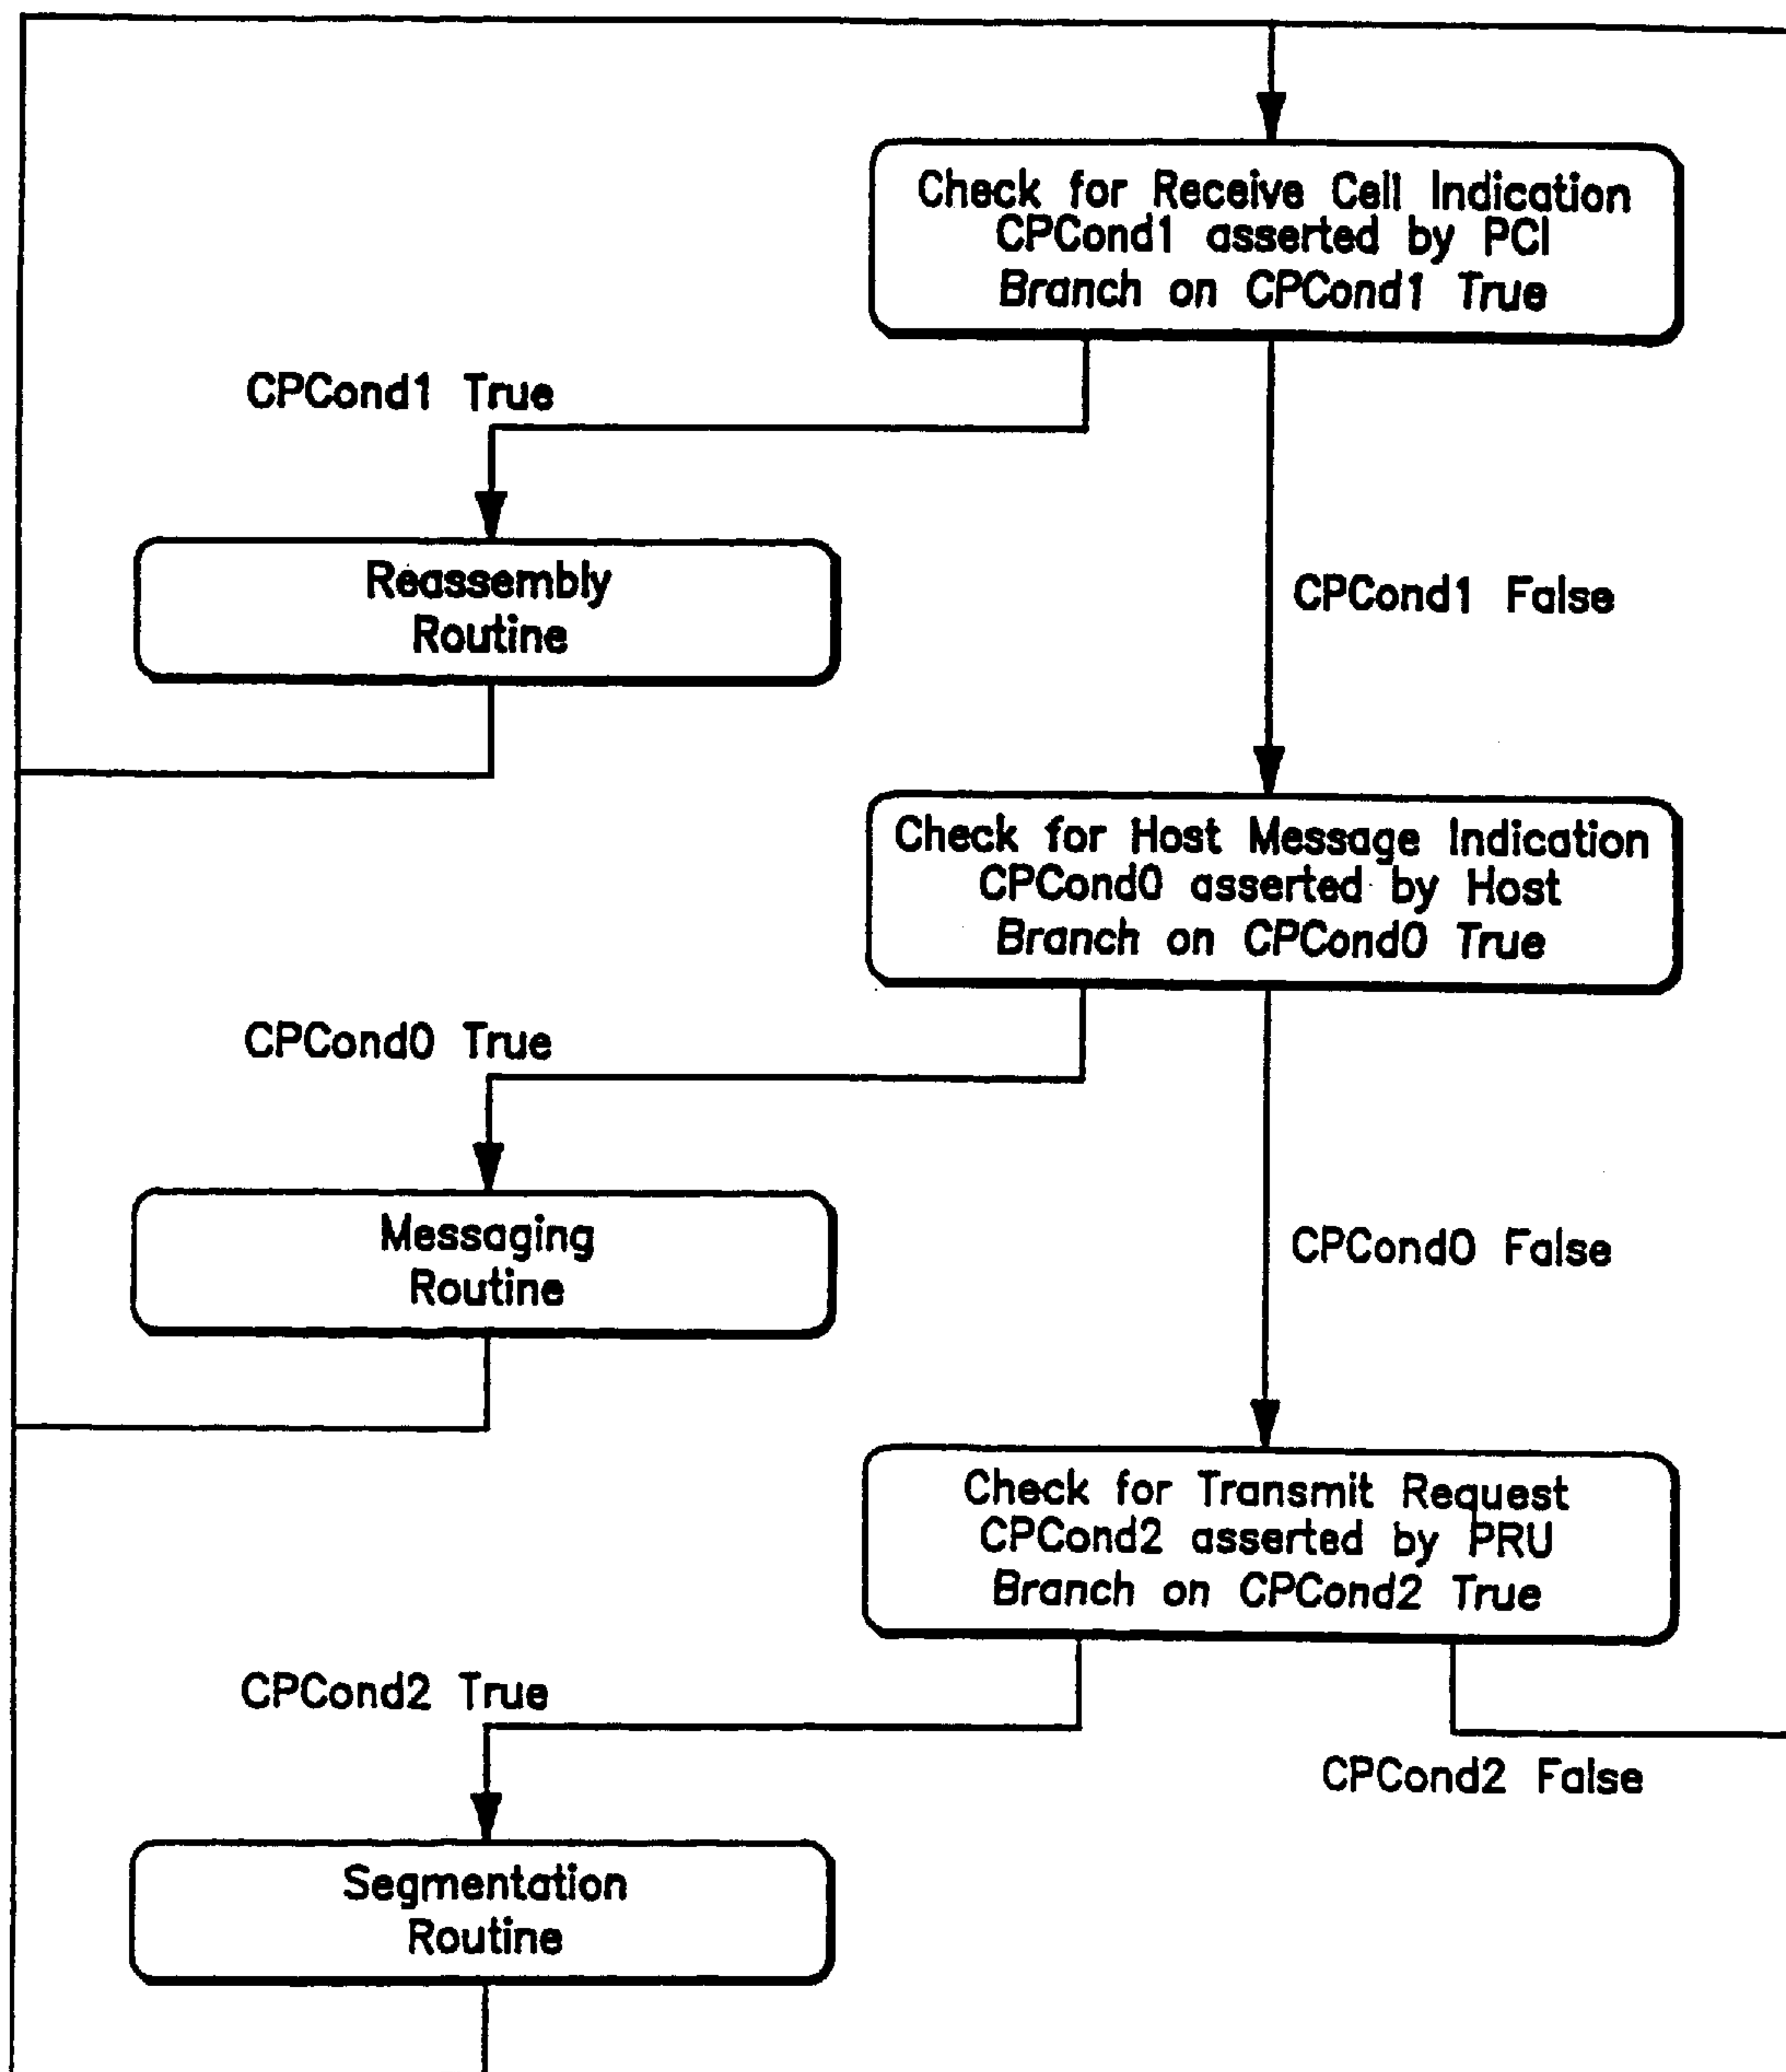 Check for Receive Cell Indication
CPCond1 asserted by PCI
Branch on CPCond1 True
CPCond1 True
Reassembly
Routine
CPCond1 False
Check for Host Message Indication
CPCond0 asserted by Host
Branch on CPCond0 True
CPCond0 True
Messaging
Routine
CPCond0 False
Check for Transmit Request
CPCond2 asserted by PRU
Branch on CPCond2 True
CPCond2 True
CPCond2 False
Segmentation
Routine